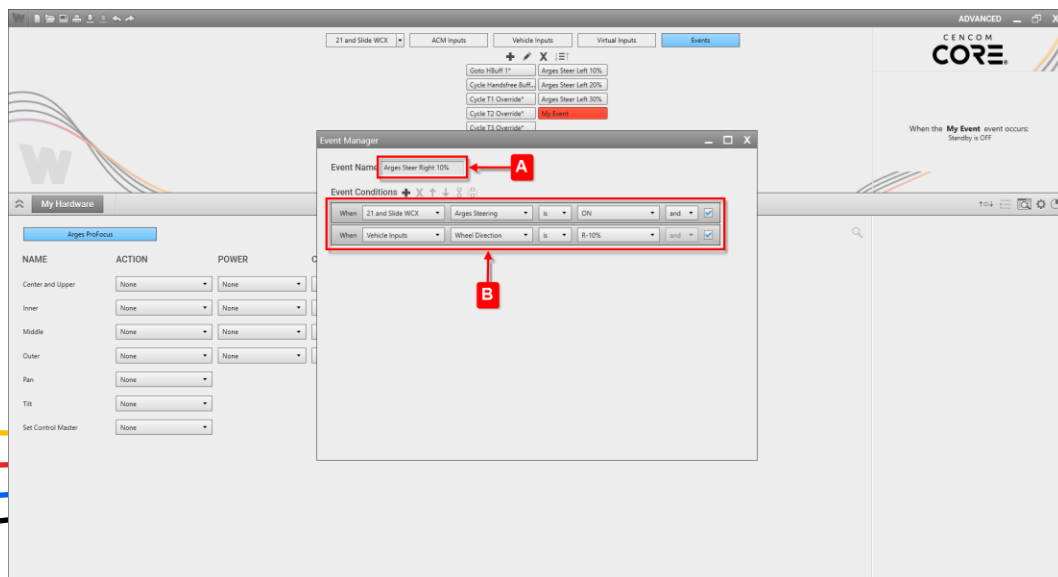 ADVANCED
21 and Slide WCX ACM Inputs Vehicle Inputs Virtual Inputs Events
CENCOM
CORE
Goto HBuff 1* Arges Steer Left 10%
Cycle Handsfree Buff.. Arges Steer Left 20%
Cycle T1 Override* Arges Steer Left 30%
Cycle T2 Override* My Event
Cycle T3 Override*
When the My Event event occurs:
Standby is OFF
Event Manager
Event Name Arges Steer Right 10% A
Event Conditions
When 21 and Slide WCX Arges Steering is ON and
When Vehicle Inputs Wheel Direction is R-10% and
B
My Hardware
Arges ProFocus
NAME ACTION POWER C
Center and Upper None None
Inner None None
Middle None None
Outer None None
Pan None
Tilt None
Set Control Master None